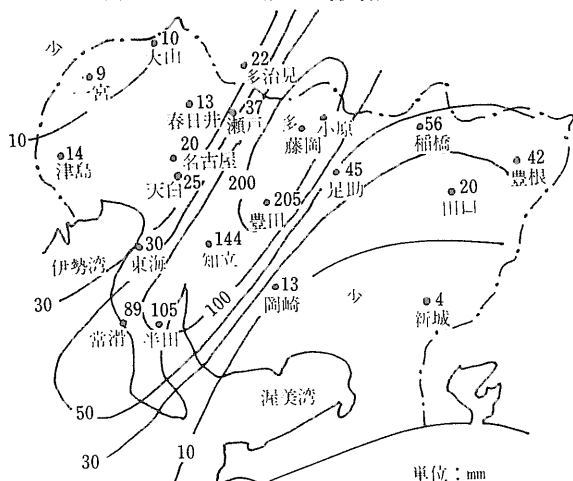 少
10
犬山
22
多治見
9
一宮
13
春日井
37
瀬戸
多
小原
藤岡
56
稲橋
10
14
津島
20
名古屋
25
天白
200
45
足助
42
豊根
205
豊田
20
田口
伊勢湾
30
東海
144
知立
30
100
13
岡崎
少
4
新城
89
常滑
105
半田
50
渥美湾
30
10
単位:mm